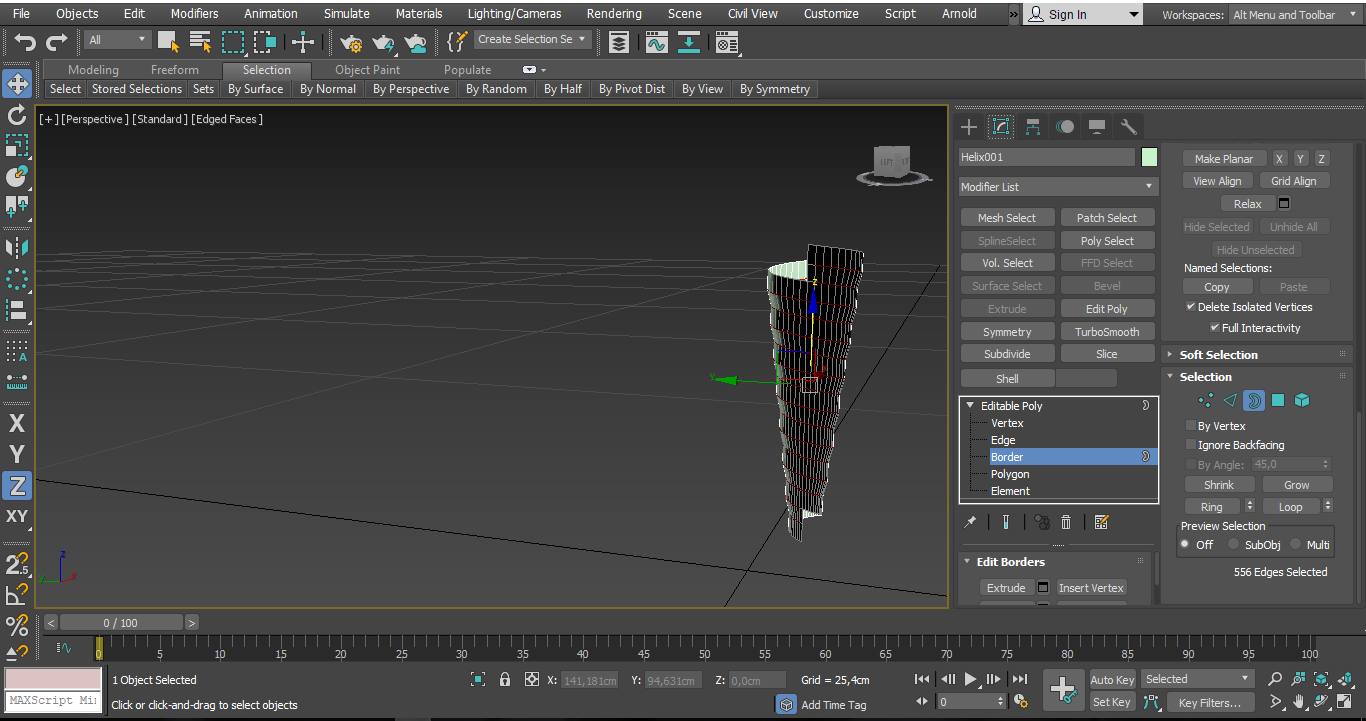 File Objects Edit Modifiers Animation Simulate Materials Lighting/Cameras Rendering Scene Civil View Customize Script Arnold » Sign In Workspaces: Alt Menu and Toolbar
All Create Selection Se
Modeling Freeform Selection Object Paint Populate
Select Stored Selections Sets By Surface By Normal By Perspective By Random By Half By Pivot Dist By View By Symmetry
[+] [Perspective] [Standard] [Edged Faces]
LEFT
z
y
Helix001
Modifier List
Mesh Select Patch Select
SplineSelect Poly Select
Vol. Select FFD Select
Surface Select Bevel
Extrude Edit Poly
Symmetry TurboSmooth
Subdivide Slice
Shell
Editable Poly
Vertex
Edge
Border
Polygon
Element
Edit Borders
Extrude Insert Vertex
Make Planar X Y Z
View Align Grid Align
Relax
Hide Selected Unhide All
Hide Unselected
Named Selections:
Copy Paste
Delete Isolated Vertices
Full Interactivity
Soft Selection
Selection
By Vertex
Ignore Backfacing
By Angle: 45,0
Shrink Grow
Ring Loop
Preview Selection
Off SubObj Multi
556 Edges Selected
A
X
Y
Z
XY
2.5
%
z
y x
< 0 / 100 >
0 5 10 15 20 25 30 35 40 45 50 55 60 65 70 75 80 85 90 95 100
MAXScript Mi
1 Object Selected
Click or click-and-drag to select objects
X: 141,181cm Y: 94,631cm Z: 0,0cm Grid = 25,4cm
Add Time Tag
0
Auto Key Selected
Set Key Key Filters...